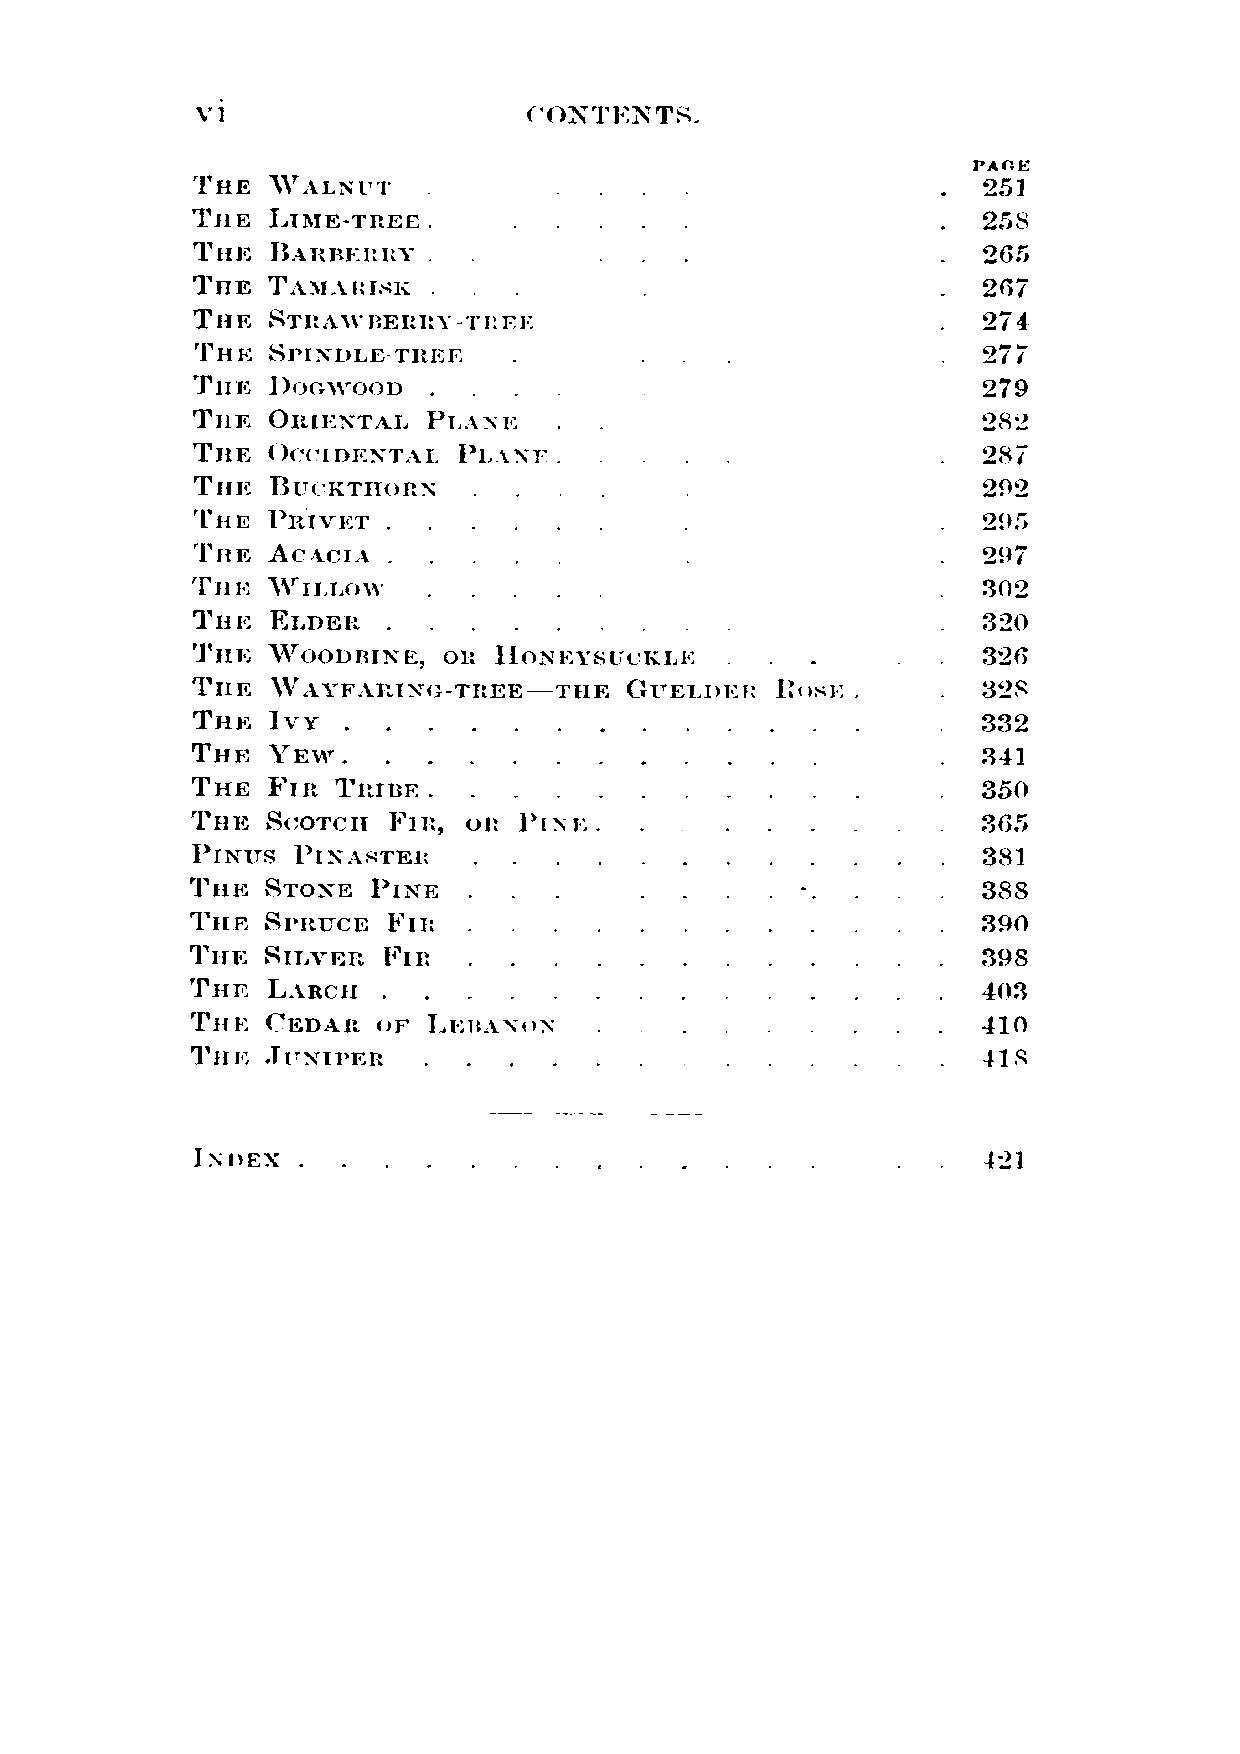 vi CONTENTS.
PAGE
THE WALNUT . . . . . . 251
THE LIME-TREE . . . . . . . 258
THE BARBERRY . . . . . . 265
THE TAMARISK . . . . . 267
THE STRAWBERRY-TREE . 274
THE SPINDLE-TREE . . . . . 277
THE DOGWOOD . . . . 279
THE ORIENTAL PLANE . . 282
THE OCCIDENTAL PLANE . . . . . . 287
THE BUCKTHORN . . . . . 292
THE PRIVET . . . . . . . . 295
THE ACACIA . . . . . . . 297
THE WILLOW . . . . . . 302
THE ELDER . . . . . . . . . . 320
THE WOODBINE, OR HONEYSUCKLE . . . . . 326
THE WAYFARING-TREE—THE GUELDER ROSE . . 328
THE IVY . . . . . . . . . . . . . . 332
THE YEW . . . . . . . . . . . . . 341
THE FIR TRIBE . . . . . . . . . . . . 350
THE SCOTCH FIR, OR PINE . . . . . . . . 365
PINUS PINASTER . . . . . . . . . . . . 381
THE STONE PINE . . . . . . . . . . . 388
THE SPRUCE FIR . . . . . . . . . . . . 390
THE SILVER FIR . . . . . . . . . . . . 398
THE LARCH . . . . . . . . . . . . . . 403
THE CEDAR OF LEBANON . . . . . . . . 410
THE JUNIPER . . . . . . . . . . . . 418
INDEX . . . . . . . . . . . . . . . 421